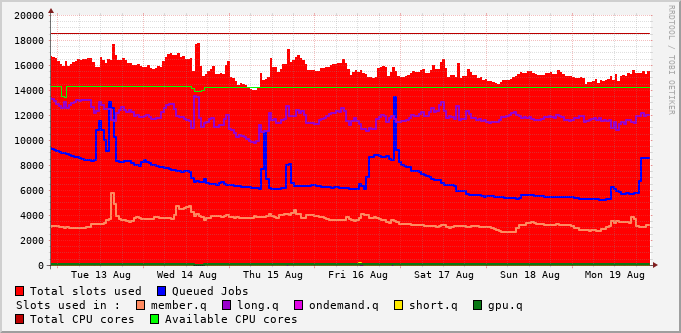 20000
18000
16000
14000
12000
10000
8000
6000
4000
2000
0
Tue 13 Aug Wed 14 Aug Thu 15 Aug Fri 16 Aug Sat 17 Aug Sun 18 Aug Mon 19 Aug
Total slots used Queued Jobs
Slots used in : member.q long.q ondemand.q short.q gpu.q
Total CPU cores Available CPU cores
RRDTOOL / TOBI OETIKER